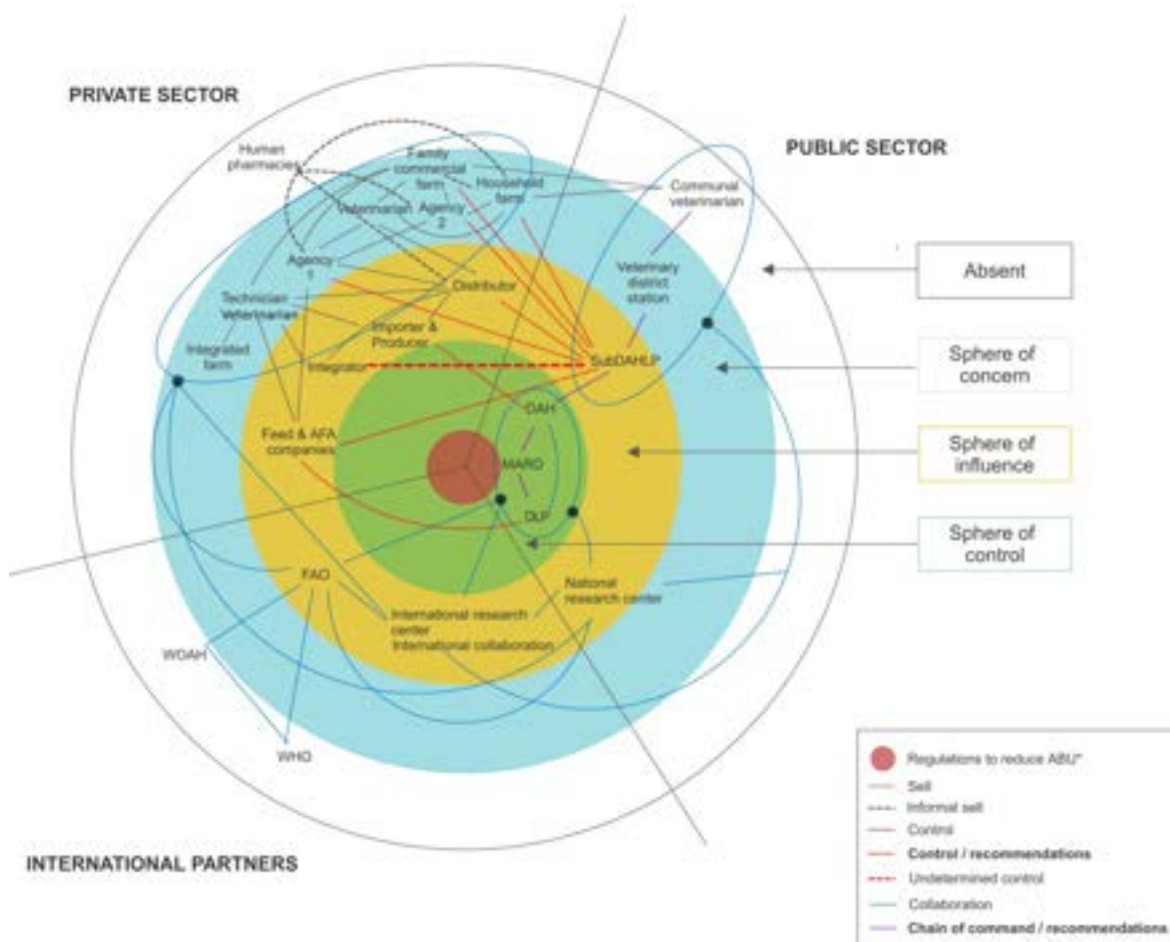 PRIVATE SECTOR
PUBLIC SECTOR
Human
pharmacies
Family
commercial
farm
Household
farm
Communal
veterinarian
Veterinarian
Agency
2
Agency
1
Veterinary
district
station
Absent
Distributor
Technician
Veterinarian
Importer &
Producer
Integrated
farm
Integrator
SubDAHLP
Sphere of
concern
DAH
Feed & AFA
companies
MARD
Sphere of
influence
DLP
Sphere of
control
FAO
National
research center
International research
center
International collaboration
WOAH
WHO
INTERNATIONAL PARTNERS
Regulations to reduce ABU*
Sell
Informal sell
Control
Control / recommendations
Undetermined control
Collaboration
Chain of command / recommendations